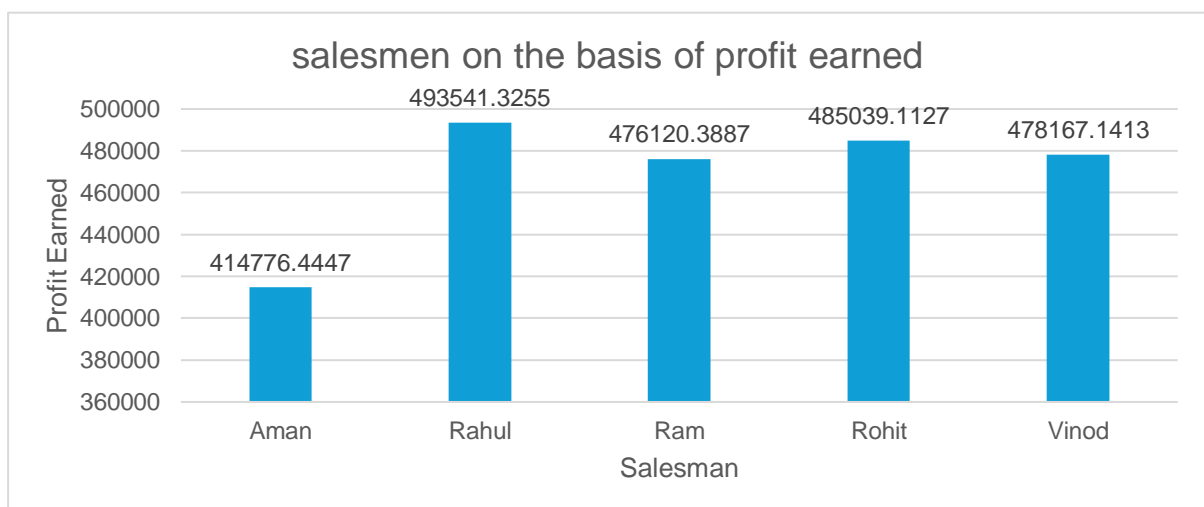 salesmen on the basis of profit earned
493541.3255
485039.1127
476120.3887
478167.1413
414776.4447
500000
480000
460000
440000
420000
400000
380000
360000
Profit Earned
Aman
Rahul
Ram
Rohit
Vinod
Salesman